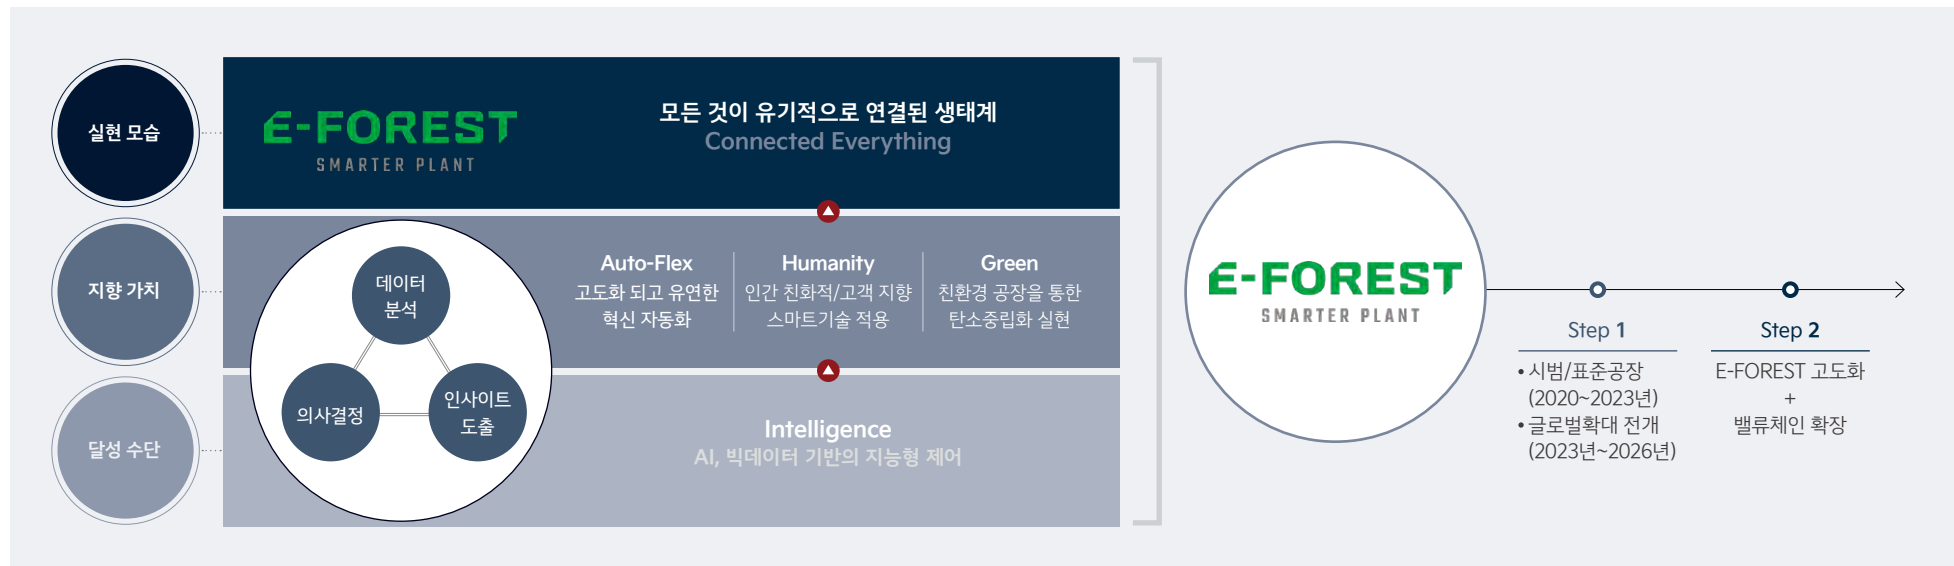 실현 모습
E-FOREST
SMARTER PLANT
모든 것이 유기적으로 연결된 생태계
Connected Everything
지향 가치
데이터
분석
의사결정
인사이트
도출
Auto-Flex
고도화 되고 유연한
혁신 자동화
Humanity
인간 친화적/고객 지향
스마트기술 적용
Green
친환경 공장을 통한
탄소중립화 실현
달성 수단
Intelligence
AI, 빅데이터 기반의 지능형 제어
E-FOREST
SMARTER PLANT
Step 1
• 시범/표준공장
(2020~2023년)
• 글로벌확대 전개
(2023년~2026년)
Step 2
E-FOREST 고도화
+
밸류체인 확장